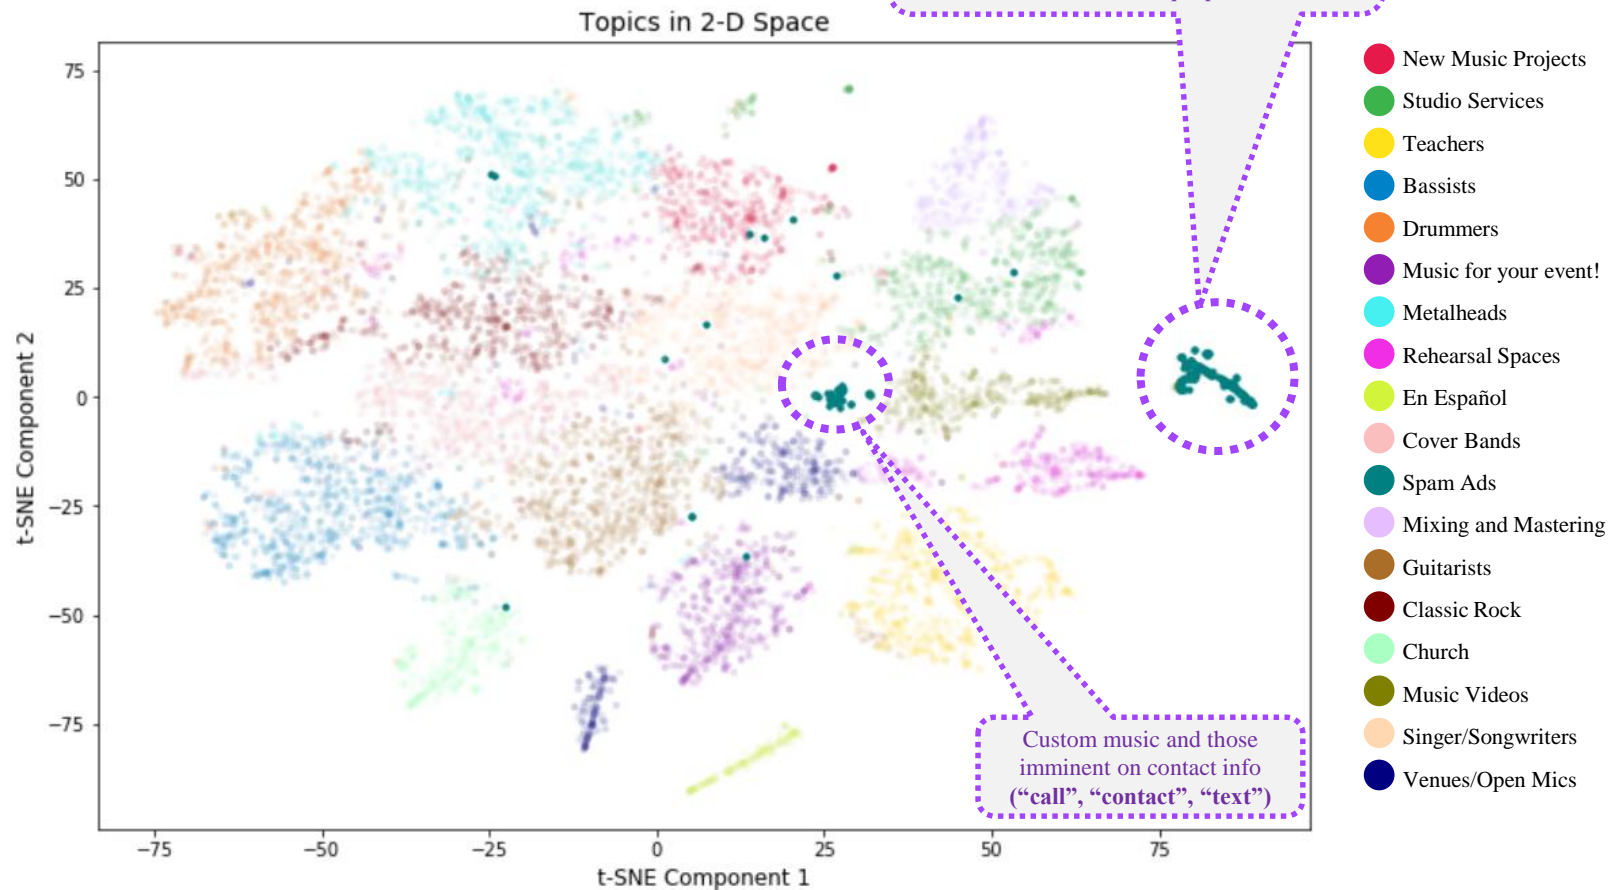 Topics in 2-D Space
75
50
25
0
−25
−50
−75
t-SNE Component 2
−75
−50
−25
0
25
50
75
t-SNE Component 1
Custom music and those
imminent on contact info
(“call”, “contact”, “text”)
New Music Projects
Studio Services
Teachers
Bassists
Drummers
Music for your event!
Metalheads
Rehearsal Spaces
En Español
Cover Bands
Spam Ads
Mixing and Mastering
Guitarists
Classic Rock
Church
Music Videos
Singer/Songwriters
Venues/Open Mics